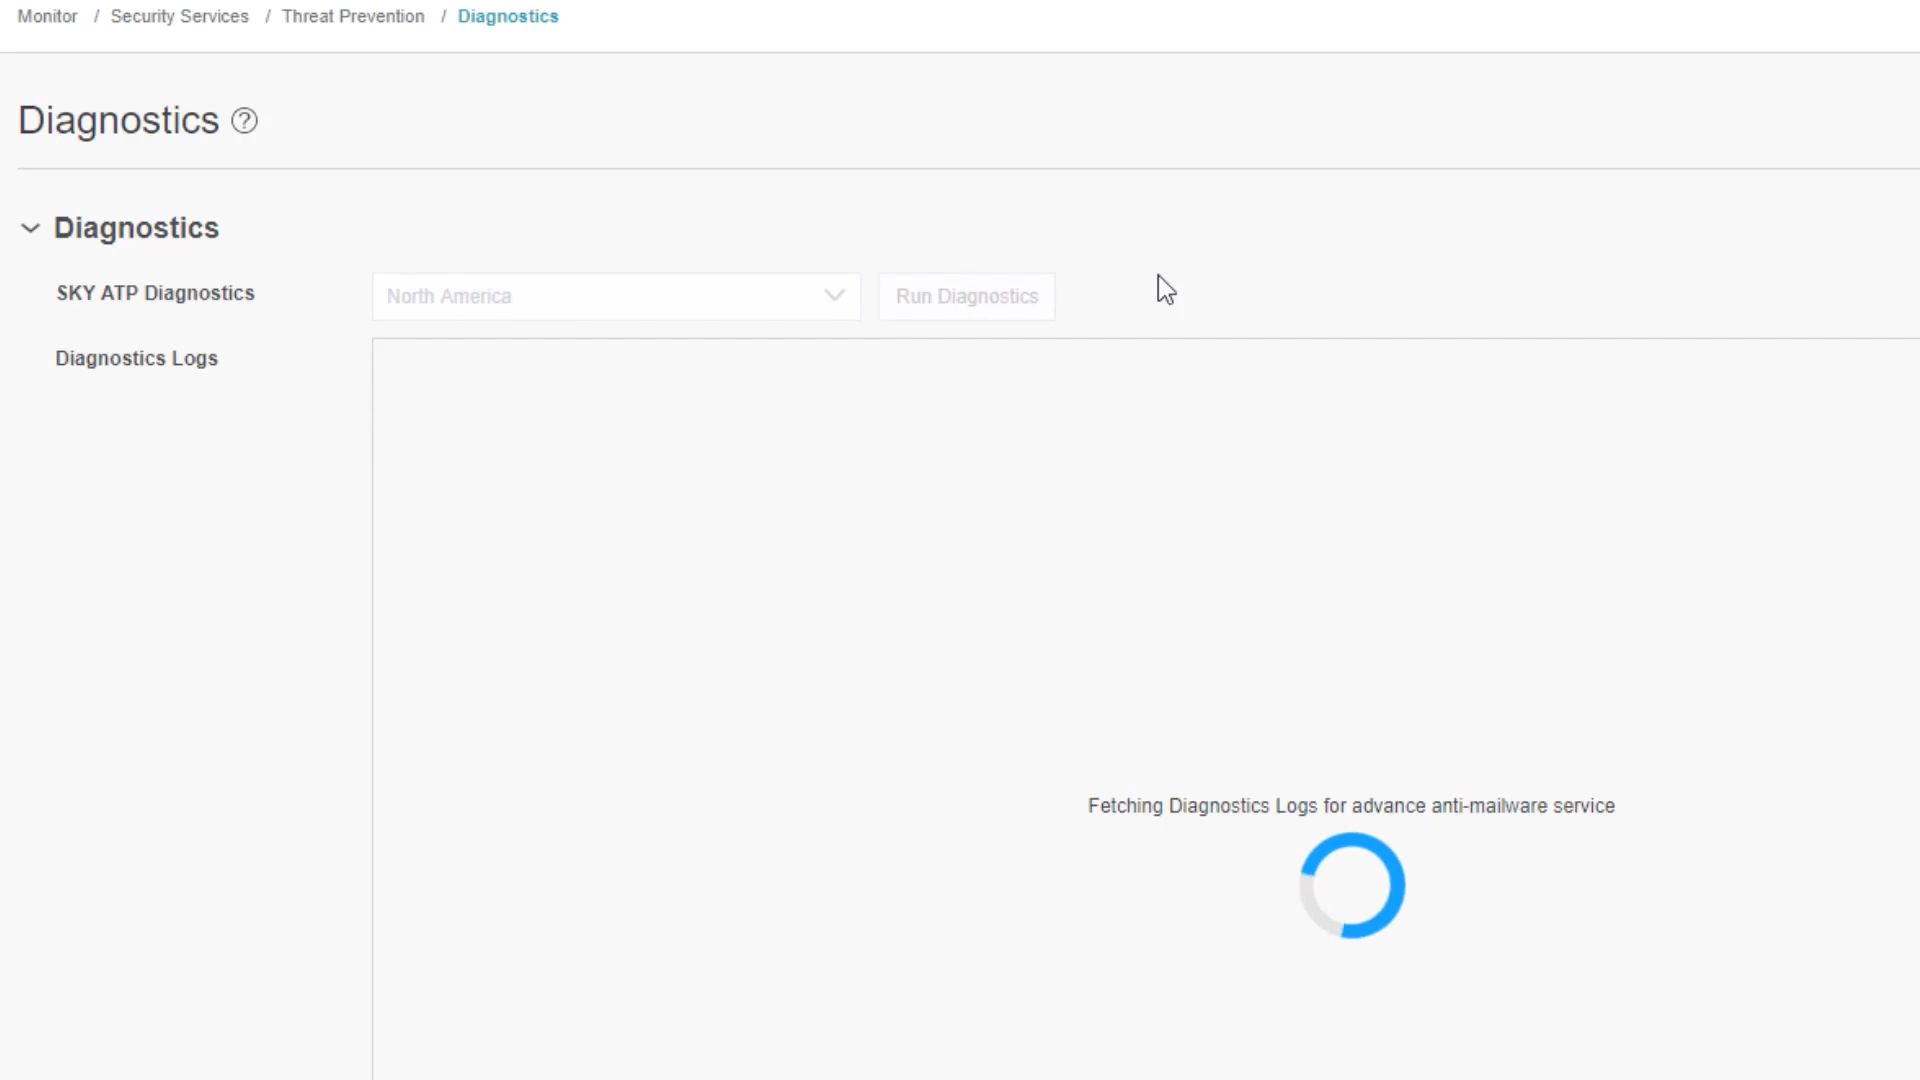 Monitor / Security Services / Threat Prevention / Diagnostics
Diagnostics ?
Diagnostics
SKY ATP Diagnostics North America Run Diagnostics
Diagnostics Logs
Fetching Diagnostics Logs for advance anti-mailware service